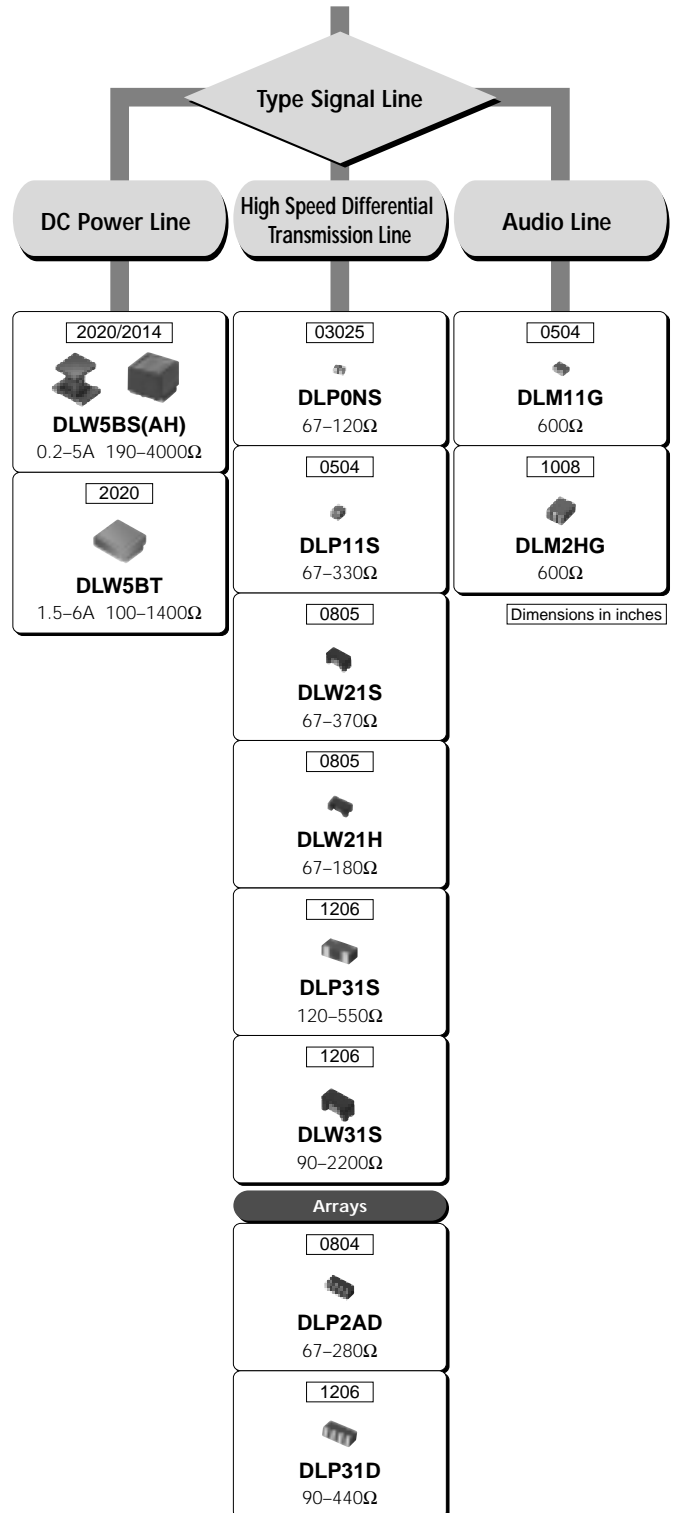 Type Signal Line
DC Power Line
2020/2014
DLW5BS(AH)
0.2–5A 190–4000Ω
2020
DLW5BT
1.5–6A 100–1400Ω
High Speed Differential
Transmission Line
03025
DLP0NS
67–120Ω
0504
DLP11S
67–330Ω
0805
DLW21S
67–370Ω
0805
DLW21H
67–180Ω
1206
DLP31S
120–550Ω
1206
DLW31S
90–2200Ω
Arrays
0804
DLP2AD
67–280Ω
1206
DLP31D
90–440Ω
Audio Line
0504
DLM11G
600Ω
1008
DLM2HG
600Ω
Dimensions in inches